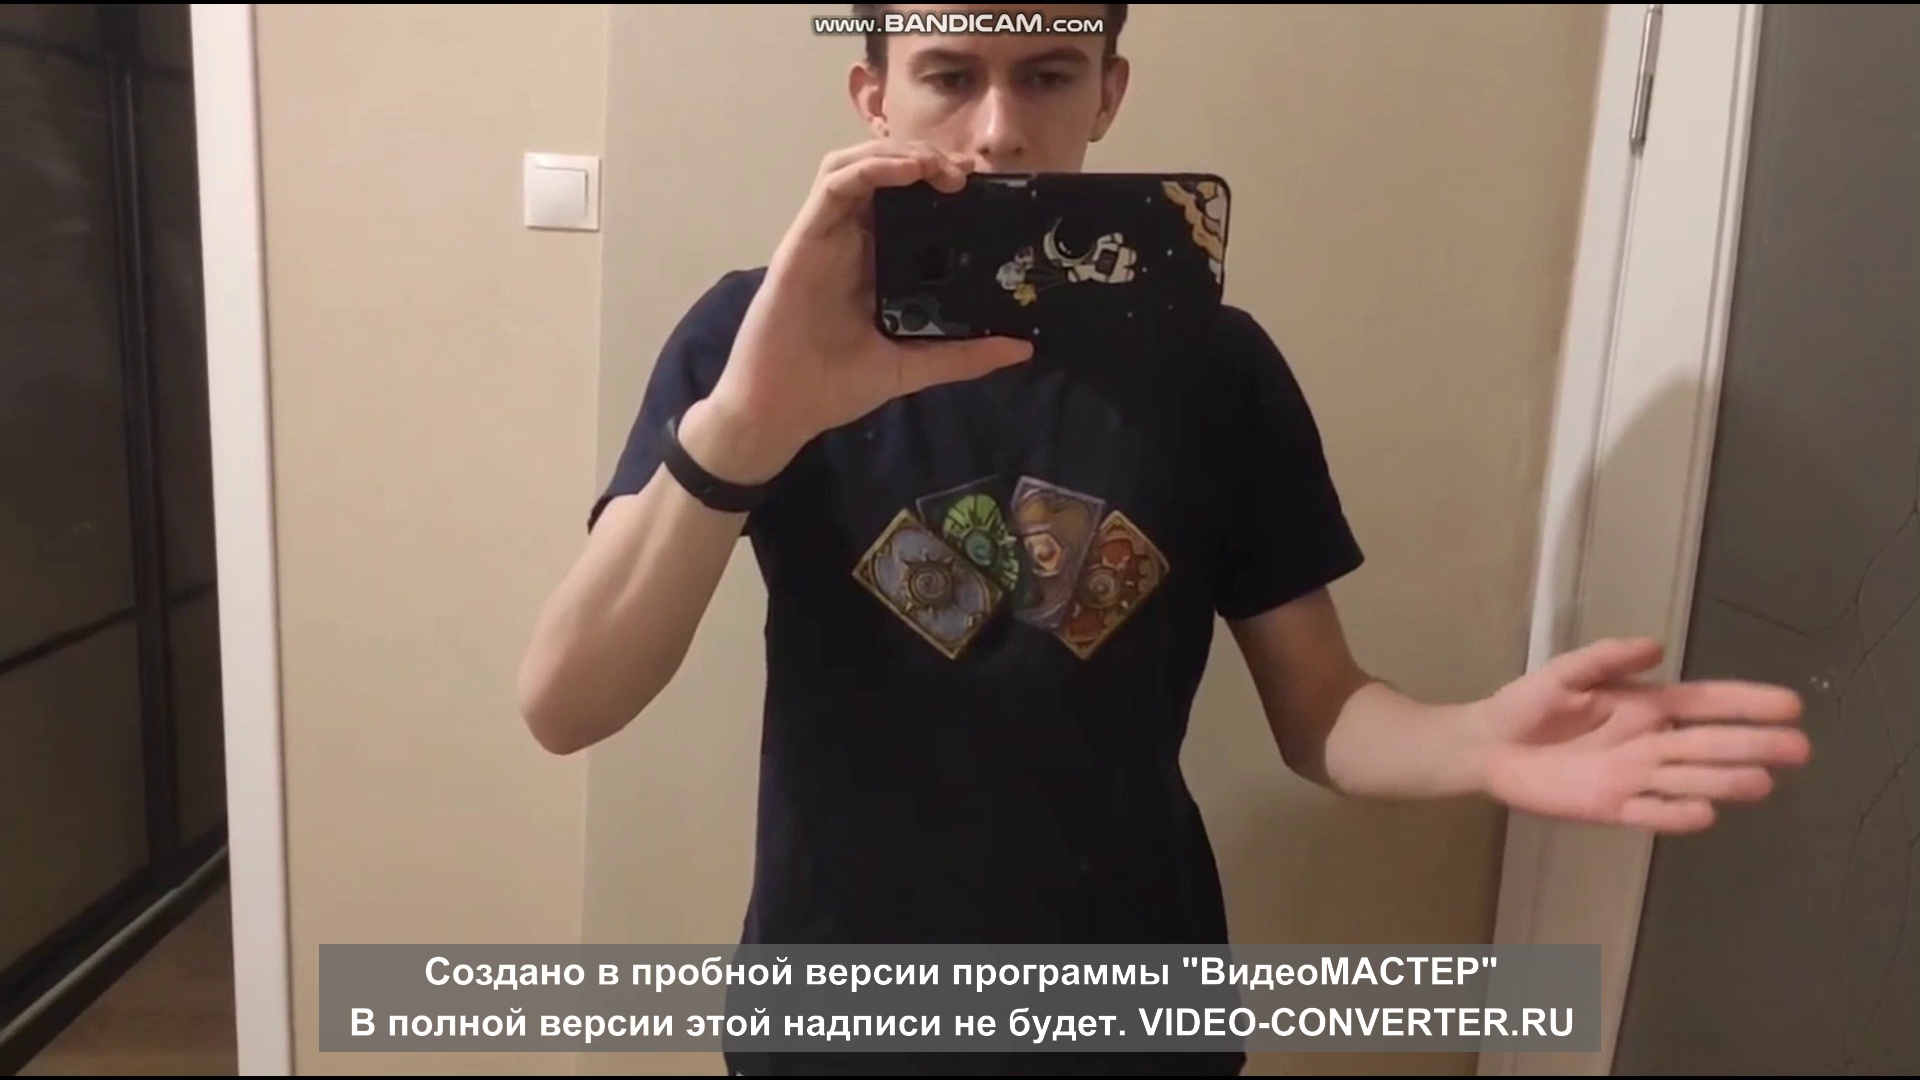 www.BANDICAM.com
Создано в пробной версии программы "ВидеоМАСТЕР"
В полной версии этой надписи не будет. VIDEO-CONVERTER.RU